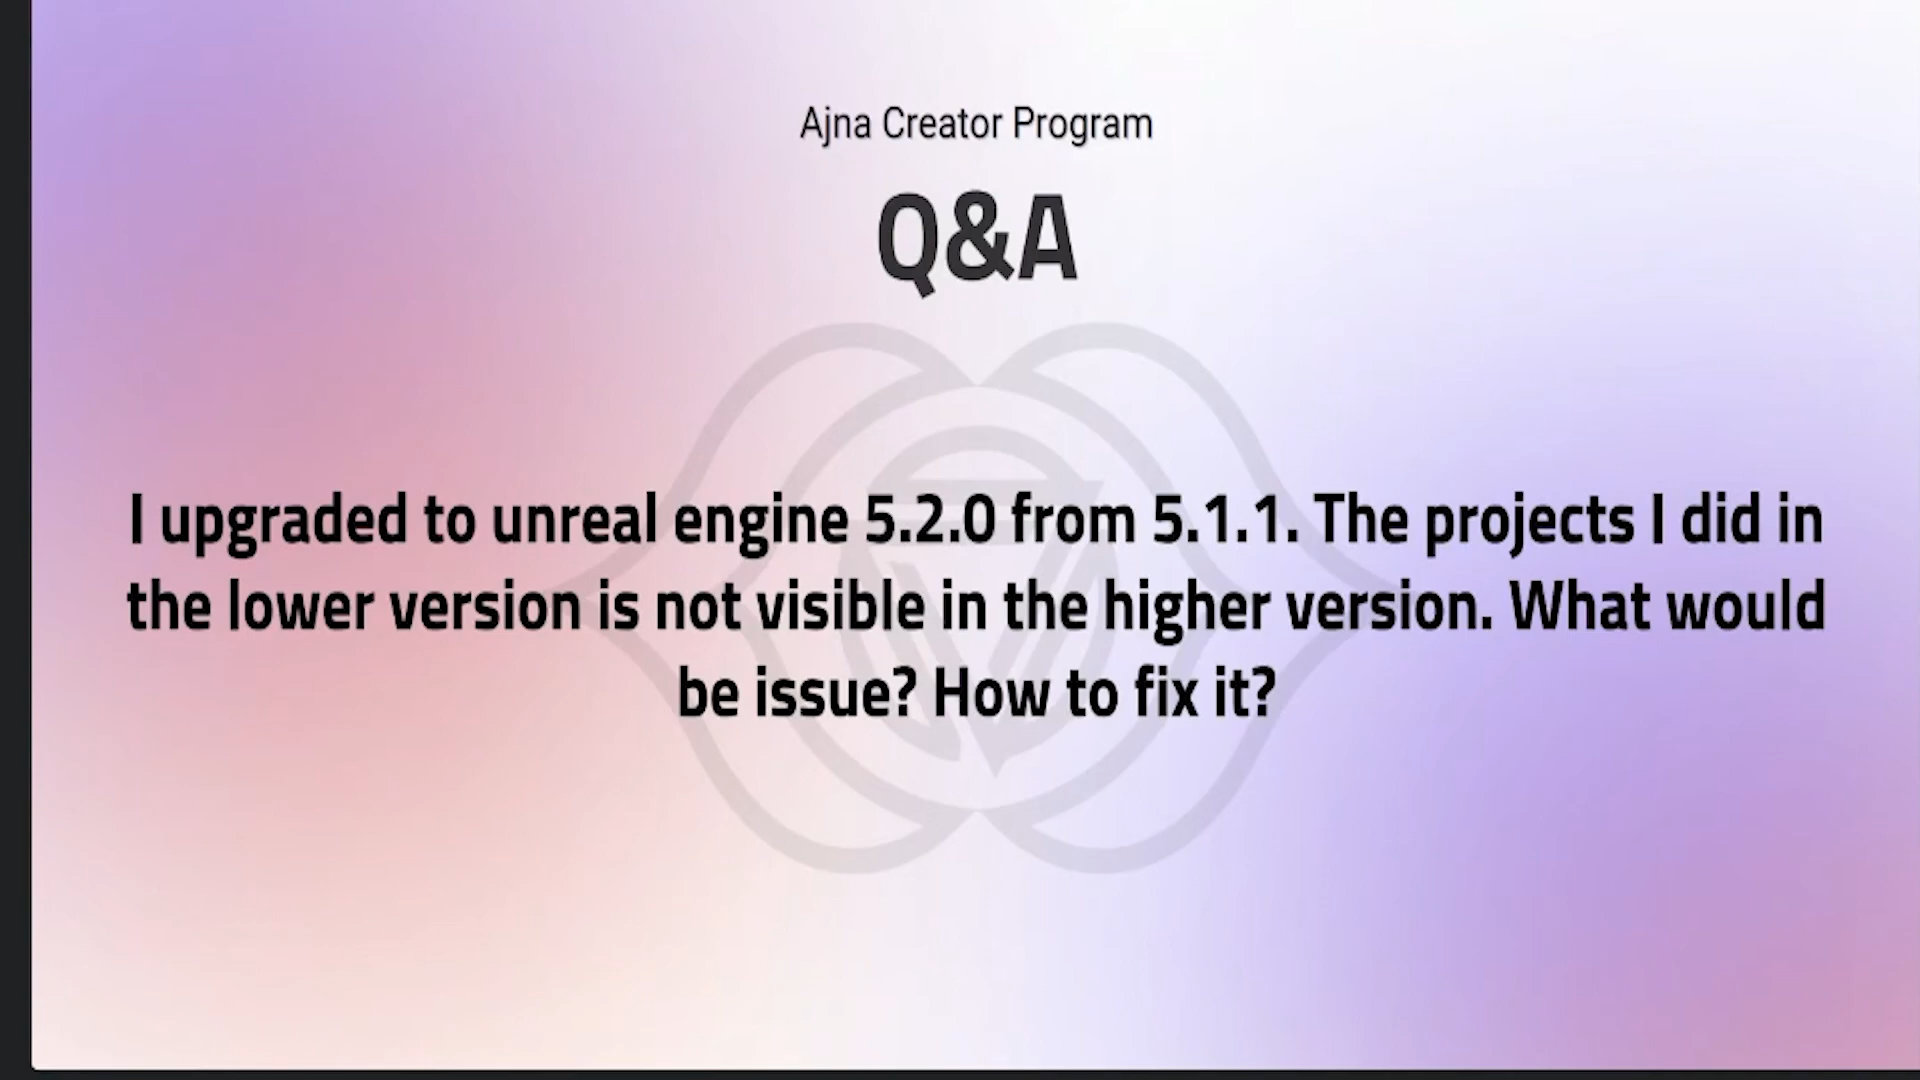 Ajna Creator Program
Q&A
I upgraded to unreal engine 5.2.0 from 5.1.1. The projects I did in
the lower version is not visible in the higher version. What would
be issue? How to fix it?